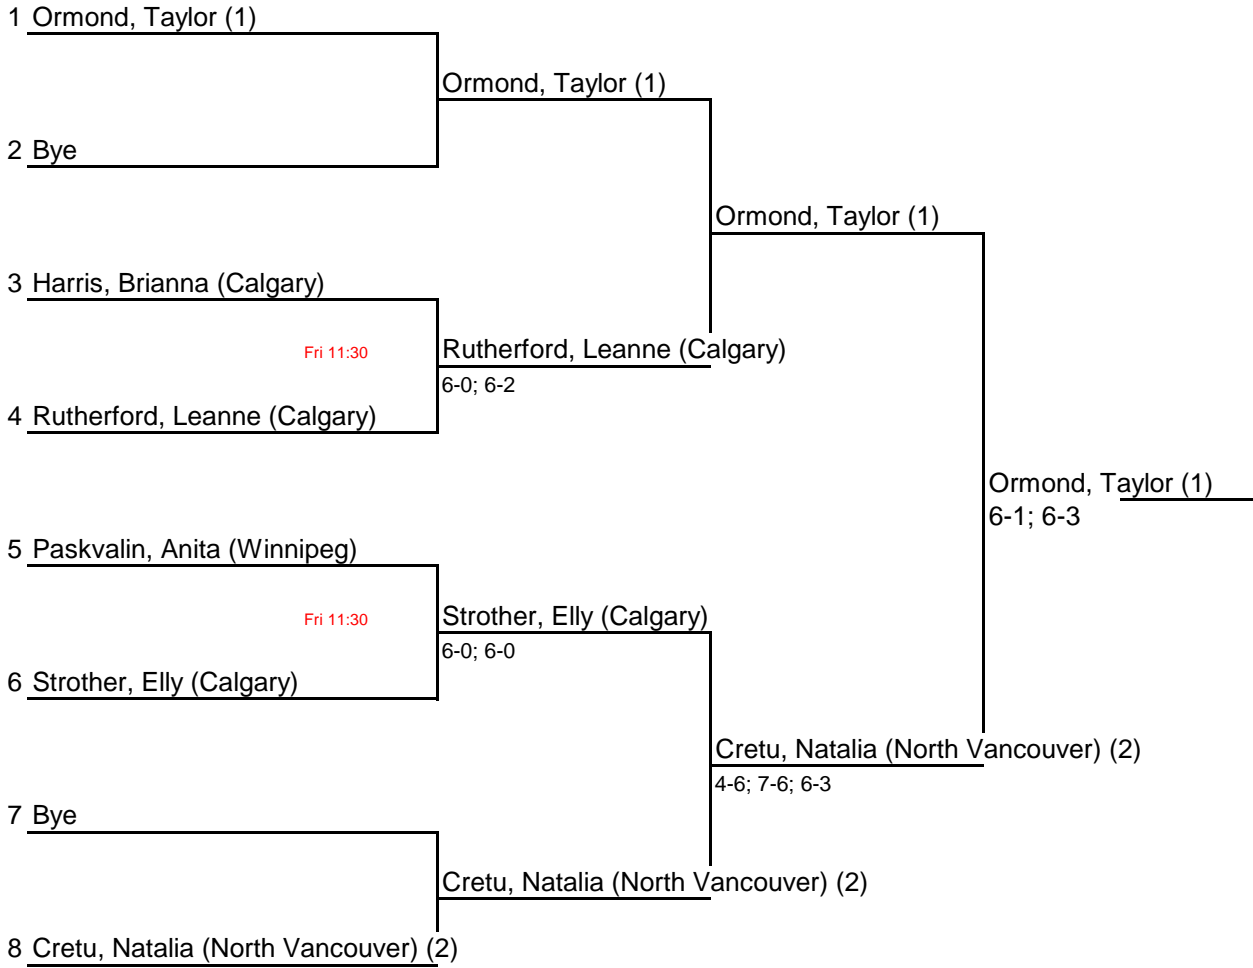 1 Ormond, Taylor (1)
Ormond, Taylor (1)
2 Bye
Ormond, Taylor (1)
3 Harris, Brianna (Calgary)
Fri 11:30
Rutherford, Leanne (Calgary)
6-0; 6-2
4 Rutherford, Leanne (Calgary)
Ormond, Taylor (1)
6-1; 6-3
5 Paskvalin, Anita (Winnipeg)
Fri 11:30
Strother, Elly (Calgary)
6-0; 6-0
6 Strother, Elly (Calgary)
Cretu, Natalia (North Vancouver) (2)
4-6; 7-6; 6-3
7 Bye
Cretu, Natalia (North Vancouver) (2)
8 Cretu, Natalia (North Vancouver) (2)